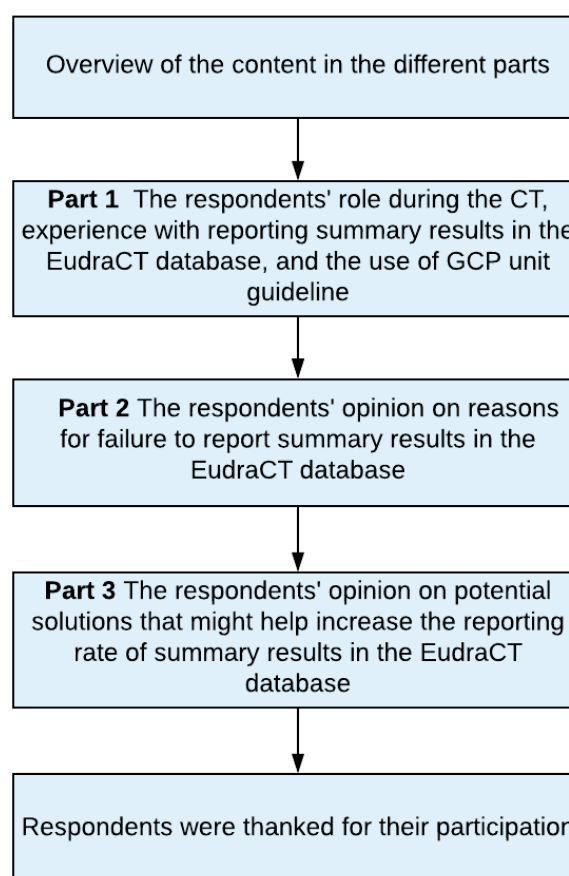 Overview of the content in the different parts
Part 1 The respondents' role during the CT,
experience with reporting summary results in the
EudraCT database, and the use of GCP unit
guideline
Part 2 The respondents' opinion on reasons
for failure to report summary results in the
EudraCT database
Part 3 The respondents' opinion on potential
solutions that might help increase the reporting
rate of summary results in the EudraCT
database
Respondents were thanked for their participation